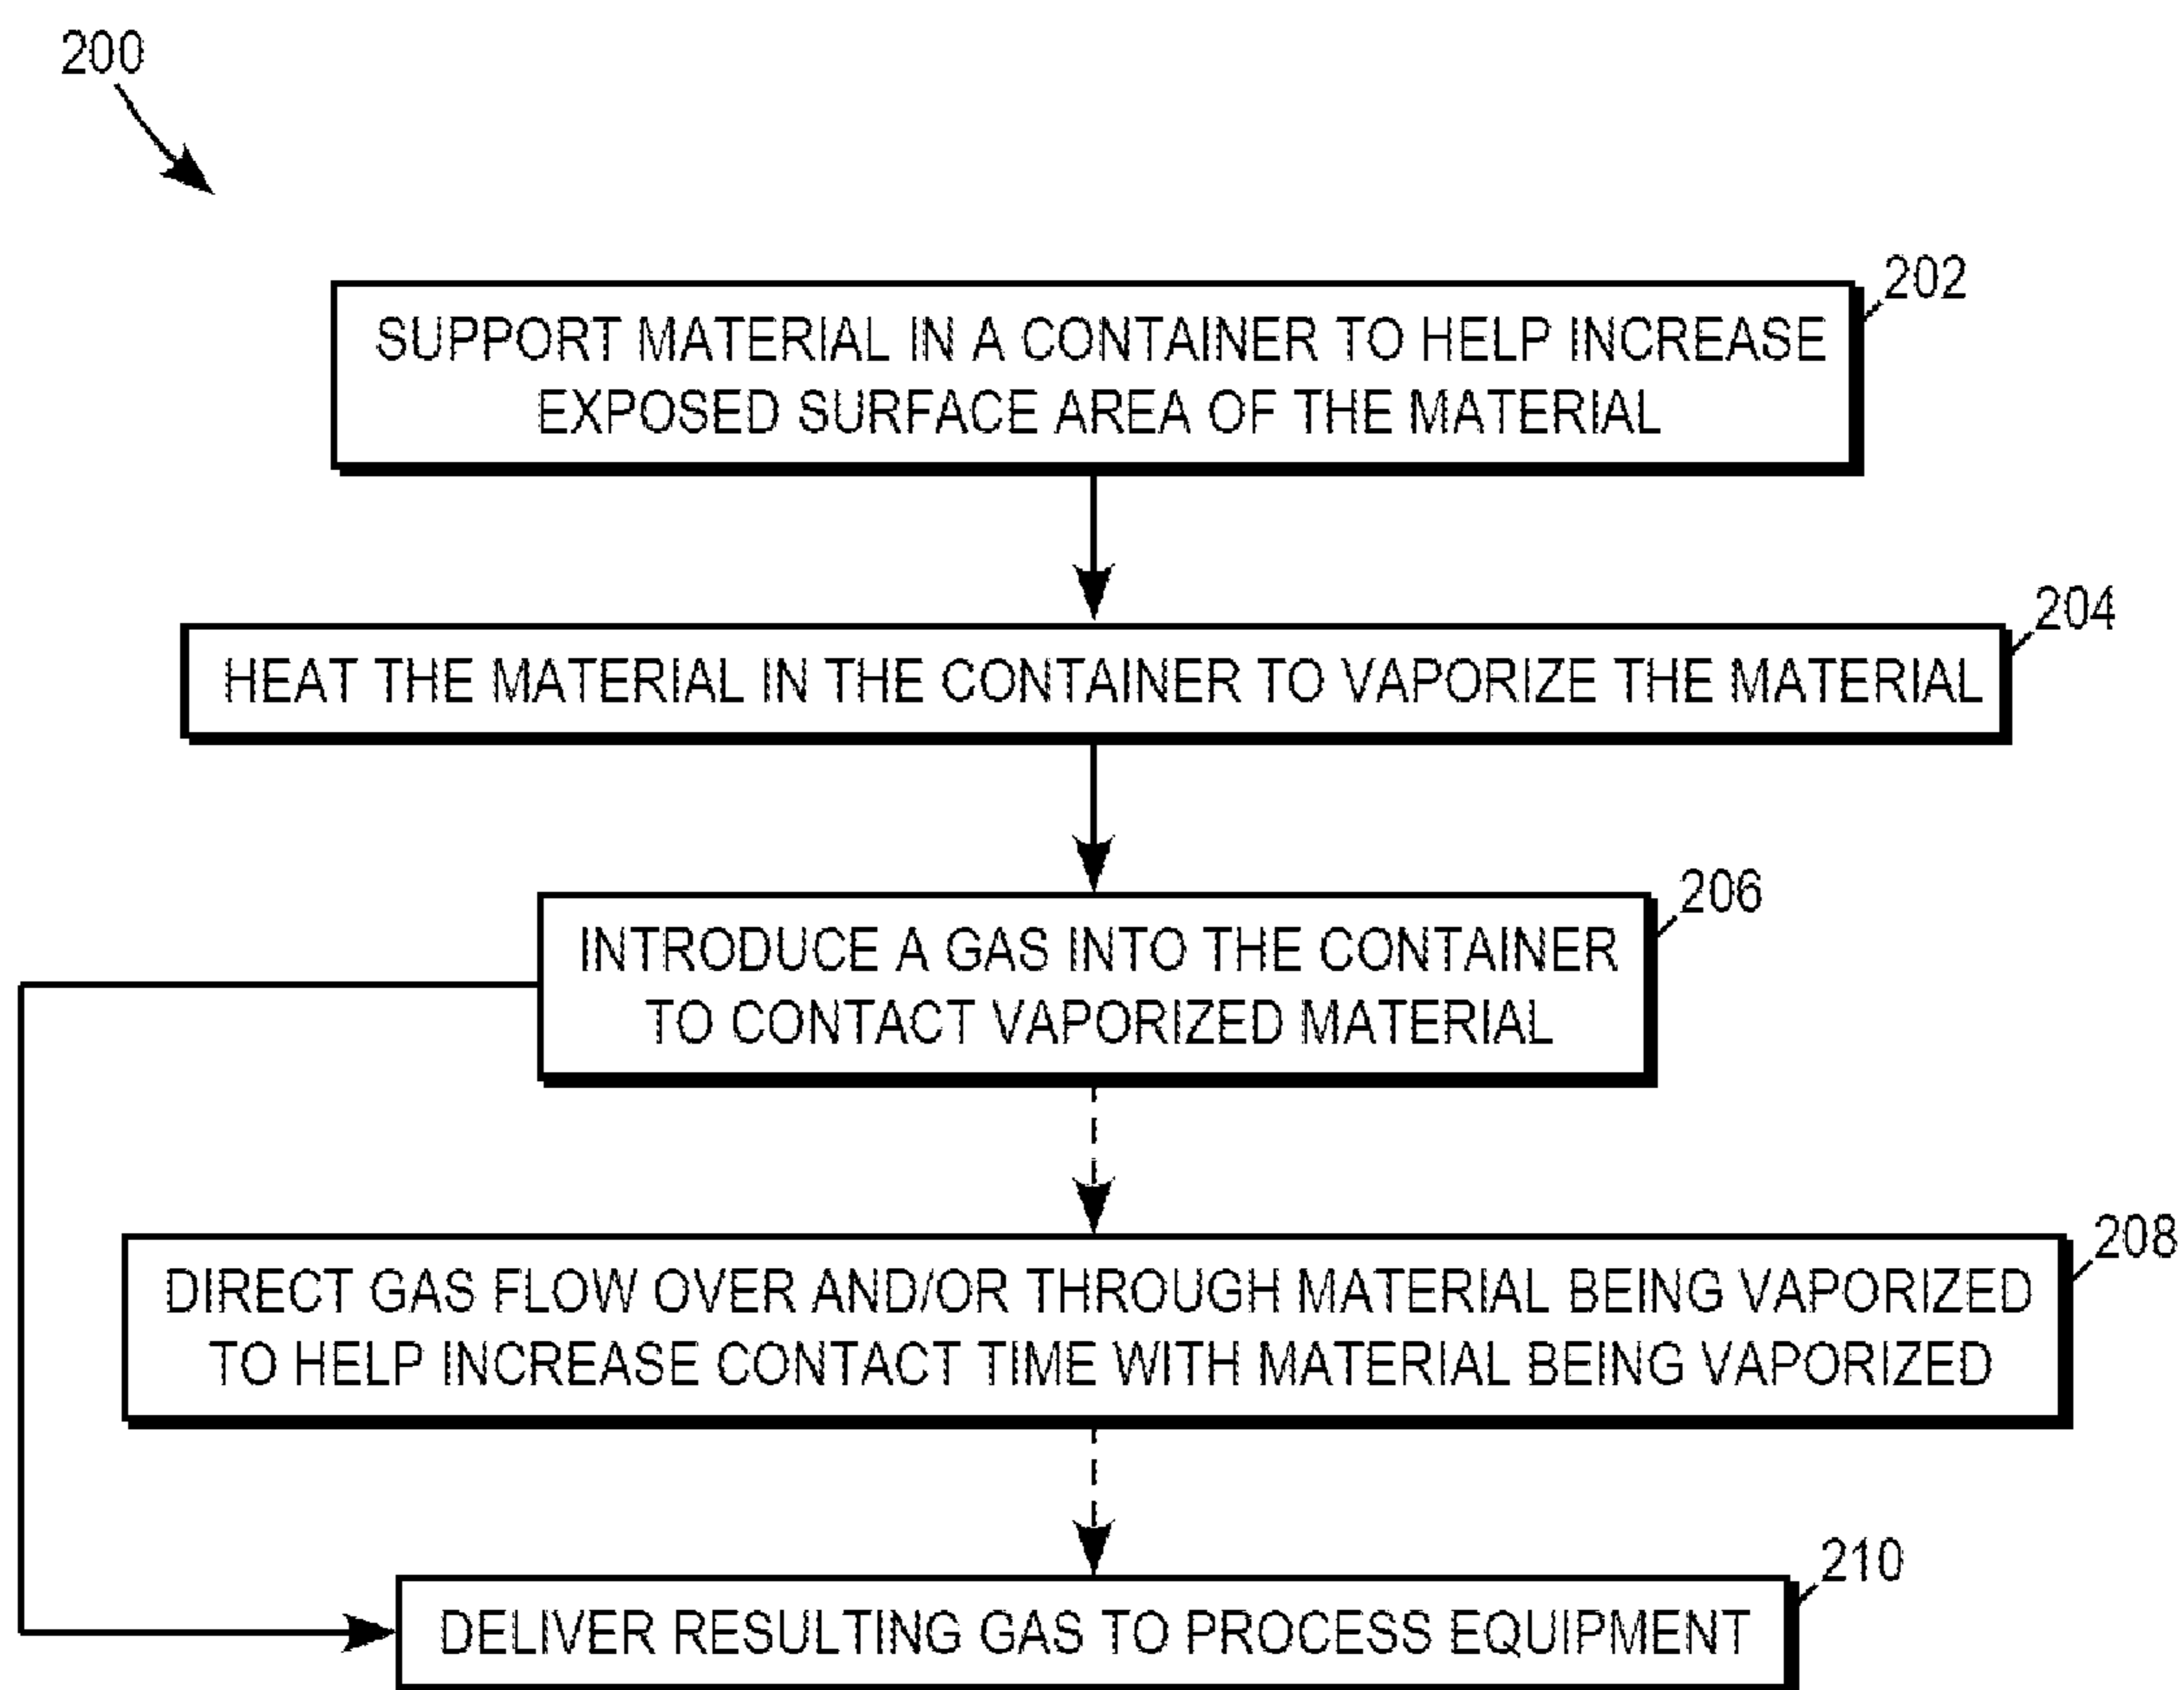 200
202
SUPPORT MATERIAL IN A CONTAINER TO HELP INCREASE
EXPOSED SURFACE AREA OF THE MATERIAL
204
HEAT THE MATERIAL IN THE CONTAINER TO VAPORIZE THE MATERIAL
206
INTRODUCE A GAS INTO THE CONTAINER
TO CONTACT VAPORIZED MATERIAL
208
DIRECT GAS FLOW OVER AND/OR THROUGH MATERIAL BEING VAPORIZED
TO HELP INCREASE CONTACT TIME WITH MATERIAL BEING VAPORIZED
210
DELIVER RESULTING GAS TO PROCESS EQUIPMENT